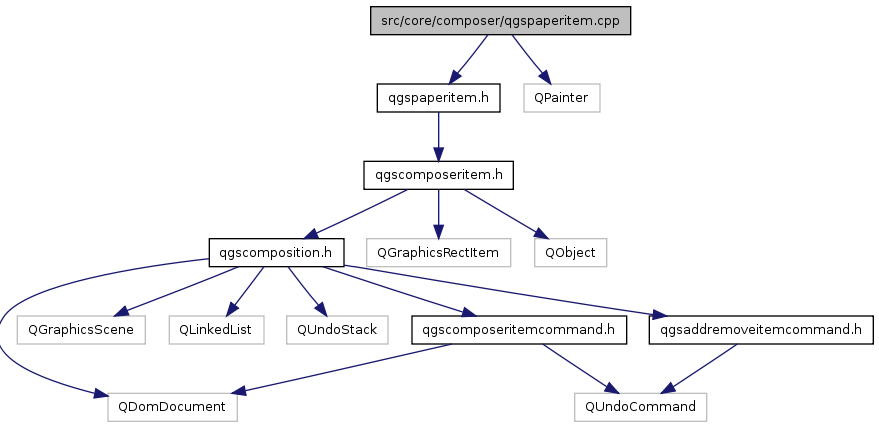 src/core/composer/qgspaperitem.cpp
qgspaperitem.h
QPainter
qgscomposeritem.h
qgscomposition.h
QGraphicsRectItem
QObject
QGraphicsScene
QLinkedList
QUndoStack
qgscomposeritemcommand.h
qgsaddremoveitemcommand.h
QDomDocument
QUndoCommand